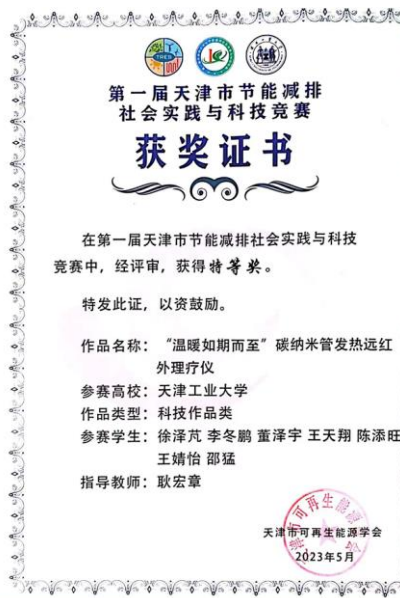 第一届天津市节能减排
社会实践与科技竞赛
获奖证书
在第一届天津市节能减排社会实践与科技
竞赛中，经评审，获得特等奖。
特发此证，以资鼓励。
作品名称：“温暖如期而至”碳纳米管发热远红
外理疗仪
参赛高校：天津工业大学
作品类型：科技作品类
参赛学生：徐泽芃 李冬鹏 董泽宇 王天翔 陈添旺
王婧怡 邵猛
指导教师：耿宏章
天津市可再生能源学会
2023年5月